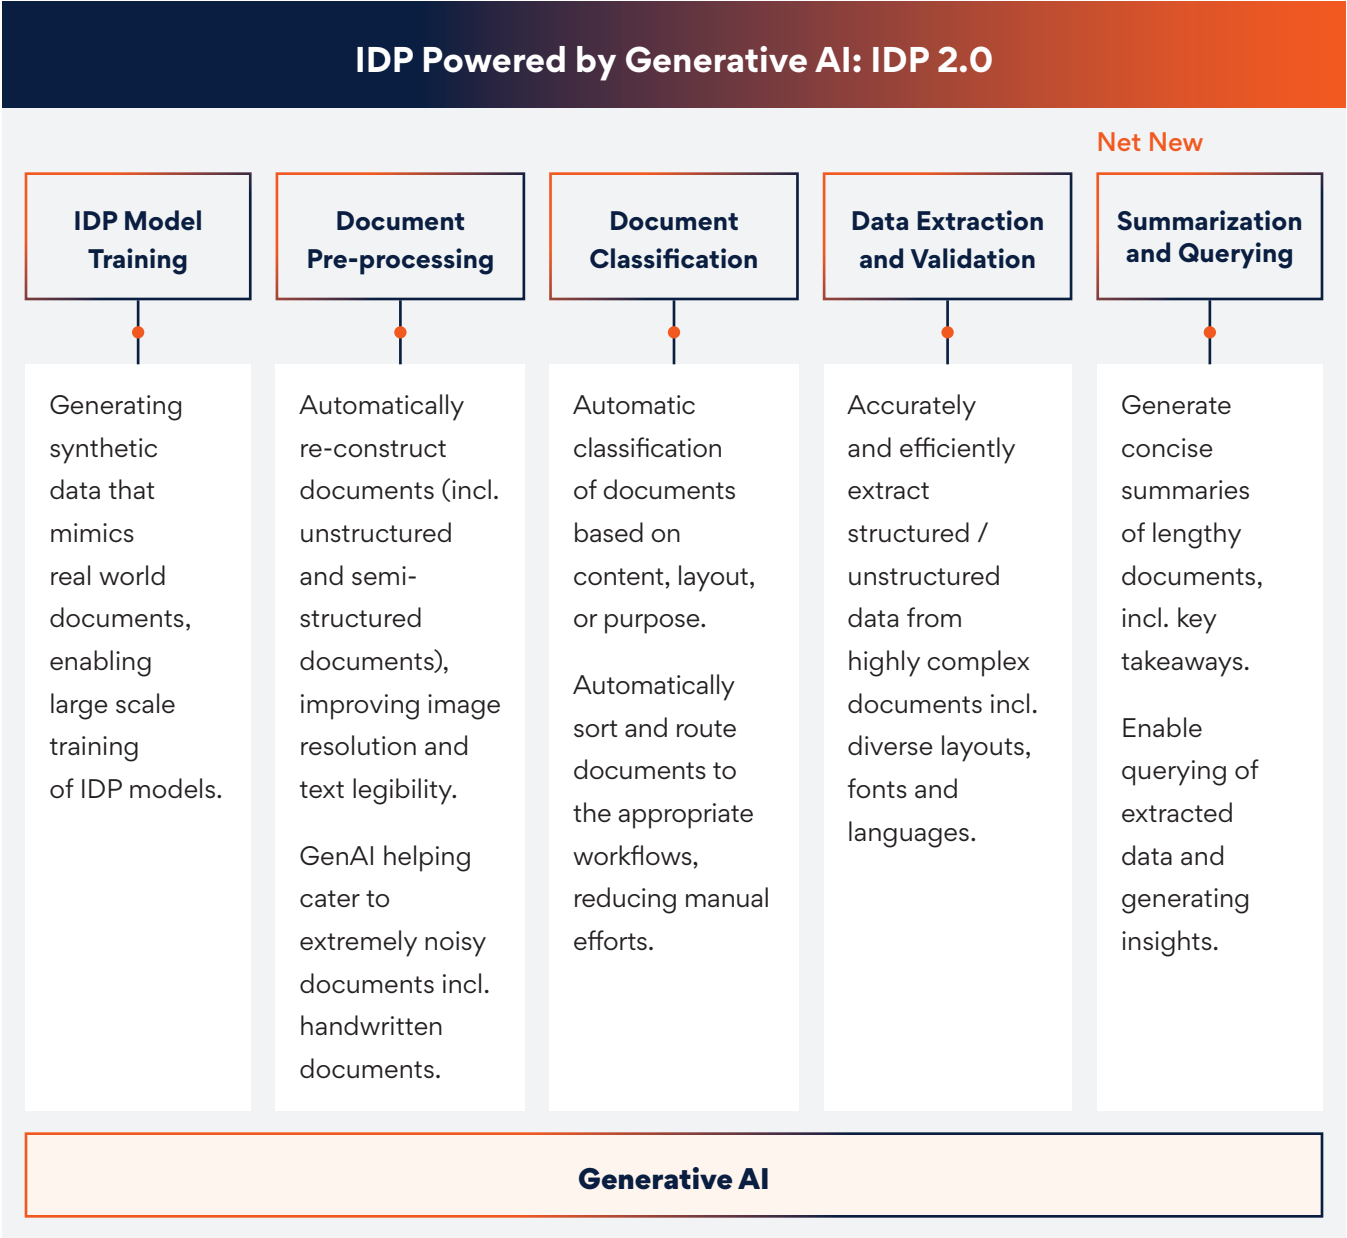 IDP Powered by Generative AI: IDP 2.0
Net New
IDP Model
Training
Document
Pre-processing
Document
Classification
Data Extraction
and Validation
Summarization
and Querying
Generating
synthetic
data that
mimics
real world
documents,
enabling
large scale
training
of IDP models.
Automatically
re-construct
documents (incl.
unstructured
and semi-
structured
documents),
improving image
resolution and
text legibility.
GenAI helping
cater to
extremely noisy
documents incl.
handwritten
documents.
Automatic
classification
of documents
based on
content, layout,
or purpose.
Automatically
sort and route
documents to
the appropriate
workflows,
reducing manual
efforts.
Accurately
and efficiently
extract
structured /
unstructured
data from
highly complex
documents incl.
diverse layouts,
fonts and
languages.
Generate
concise
summaries
of lengthy
documents,
incl. key
takeaways.
Enable
querying of
extracted
data and
generating
insights.
Generative AI